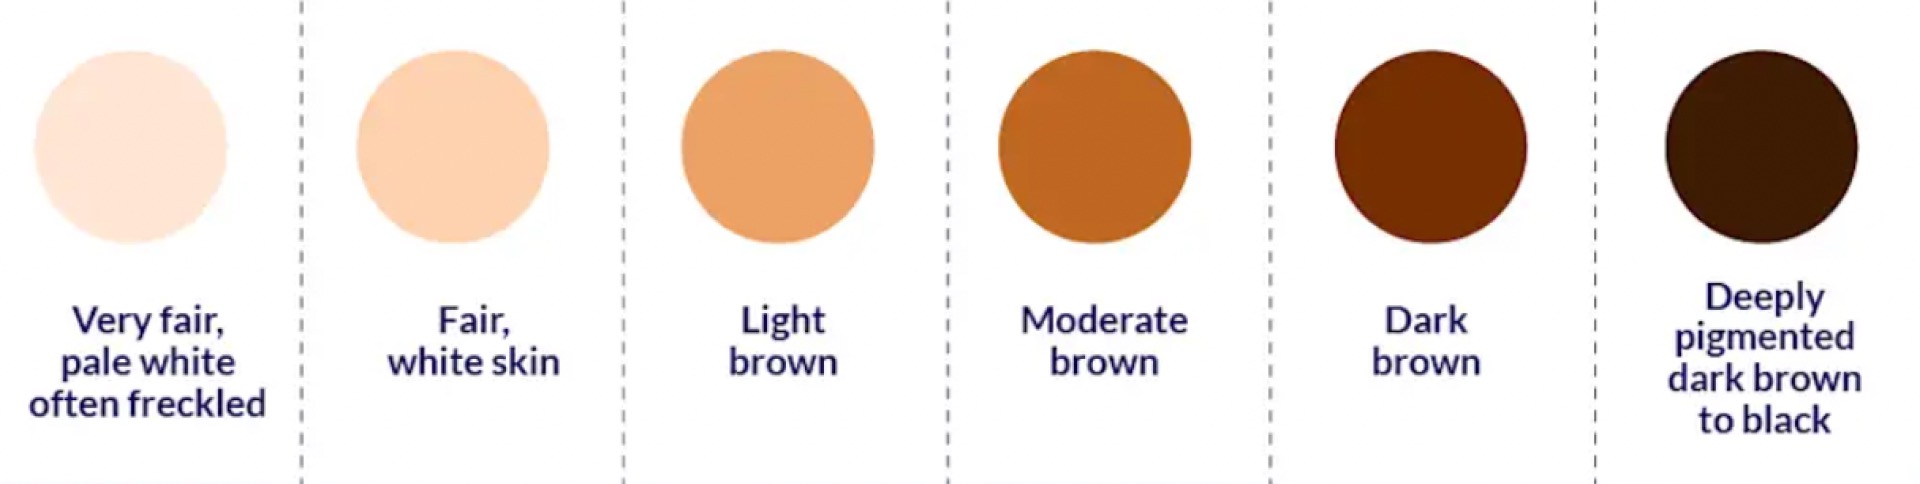 Very fair,
pale white
often freckled
Fair,
white skin
Light
brown
Moderate
brown
Dark
brown
Deeply
pigmented
dark brown
to black